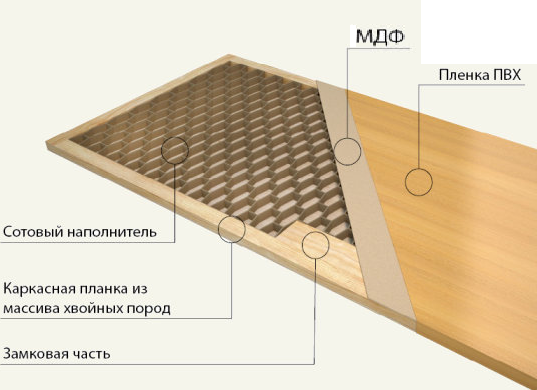 МДФ
Пленка ПВХ
Сотовый наполнитель
Каркасная планка из
массива хвойных пород
Замковая часть